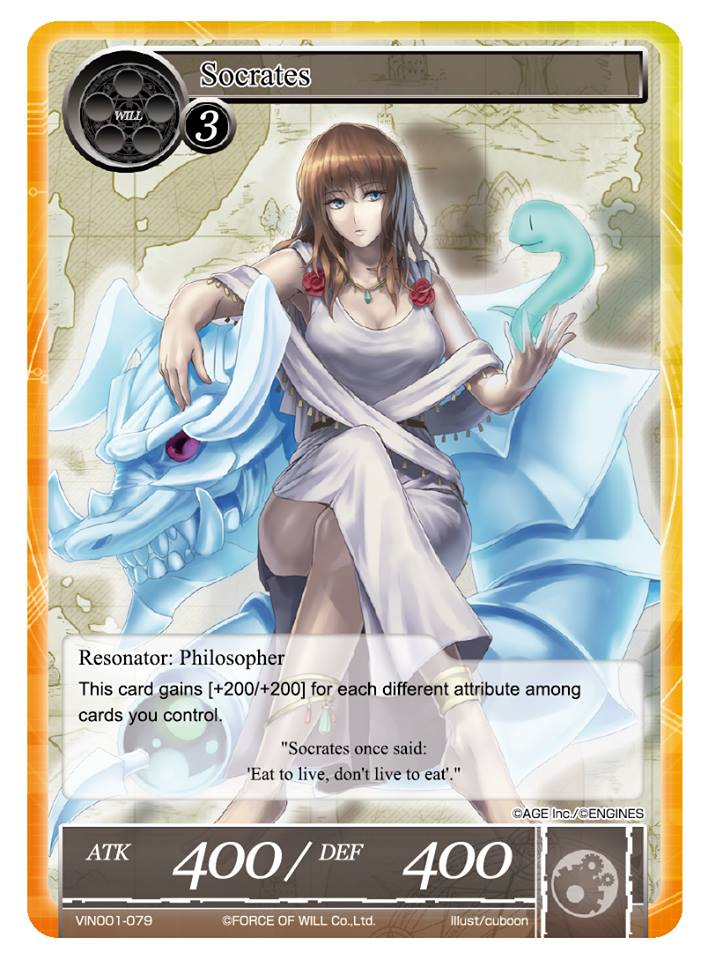 Socrates
WILL
3
Resonator: Philosopher
This card gains [+200/+200] for each different attribute among
cards you control.
"Socrates once said:
'Eat to live, don't live to eat'."
©AGE Inc./©ENGINES
ATK 400/ DEF 400
VIN001-079 ©FORCE OF WILL Co.,Ltd. Illust/cuboon